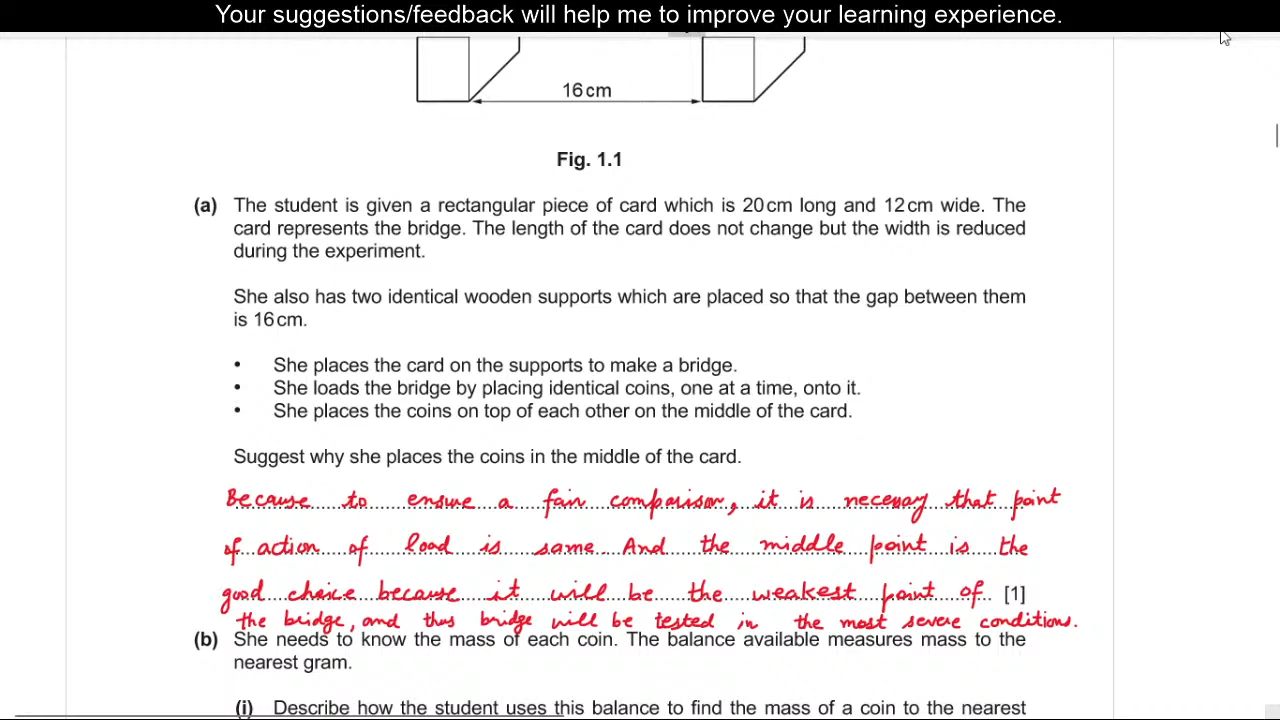 Your suggestions/feedback will help me to improve your learning experience.
16 cm
Fig. 1.1
(a) The student is given a rectangular piece of card which is 20 cm long and 12 cm wide. The
card represents the bridge. The length of the card does not change but the width is reduced
during the experiment.
She also has two identical wooden supports which are placed so that the gap between them
is 16 cm.
• She places the card on the supports to make a bridge.
• She loads the bridge by placing identical coins, one at a time, onto it.
• She places the coins on top of each other on the middle of the card.
Suggest why she places the coins in the middle of the card.
Because to ensure a fair comparison, it is necessay that point
of action of load is same. And the middle point is the
good choice because it will be the weakest point of [1]
the bridge, and thus bridge will be tested in the most severe conditions.
(b) She needs to know the mass of each coin. The balance available measures mass to the
nearest gram.
(i) Describe how the student uses this balance to find the mass of a coin to the nearest